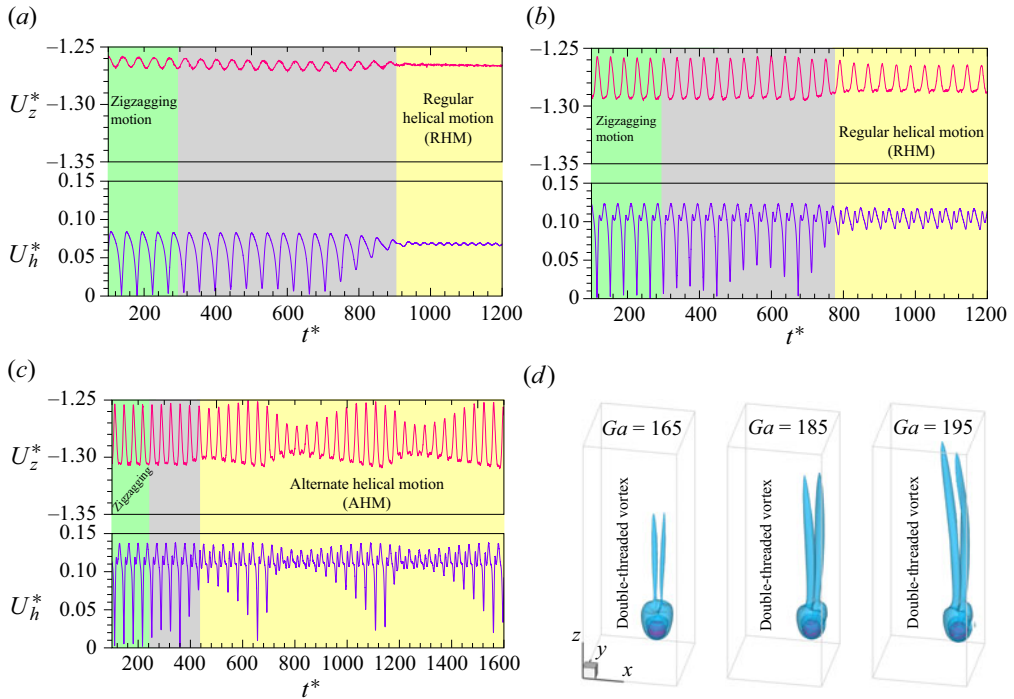 (a)
−1.25
−1.30
−1.35
U*z
Zigzagging
motion
Regular
helical motion
(RHM)
0.15
0.10
0.05
0
U*h
200 400 600 800 1000 1200
t*
(b)
−1.25
−1.30
−1.35
Zigzagging
motion
Regular helical motion
(RHM)
0.15
0.10
0.05
0
200 400 600 800 1000 1200
t*
(c)
−1.25
−1.30
−1.35
U*z
Zigzagging
Alternate helical motion
(AHM)
0.15
0.10
0.05
0
U*h
200 400 600 800 1000 1200 1400 1600
t*
(d)
Ga = 165
Ga = 185
Ga = 195
Double-threaded vortex
Double-threaded vortex
Double-threaded vortex
z
y
x